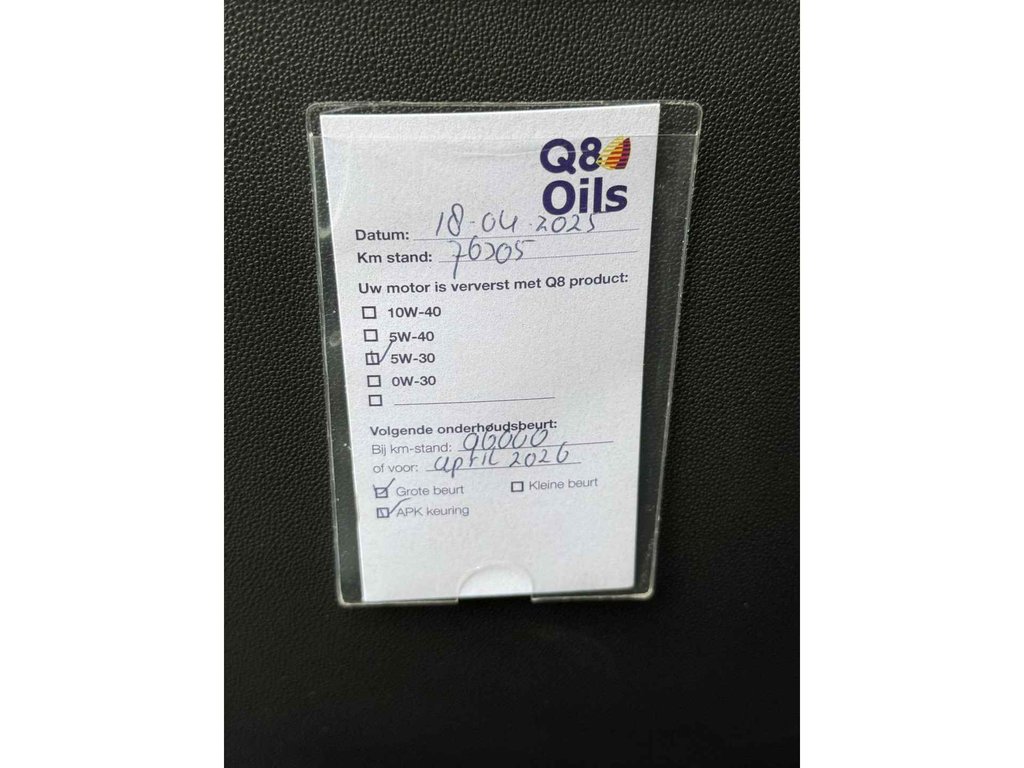 Q8
Oils
Datum: 18-04-2025
Km stand:
Uw motor is ververst met Q8 product:
10W-40
5W-40
5W-30
0W-30
Volgende onderhoudsbeurt:
Bij km-stand: 96000
of voor: april 2026
Grote beurt Kleine beurt
APK keuring